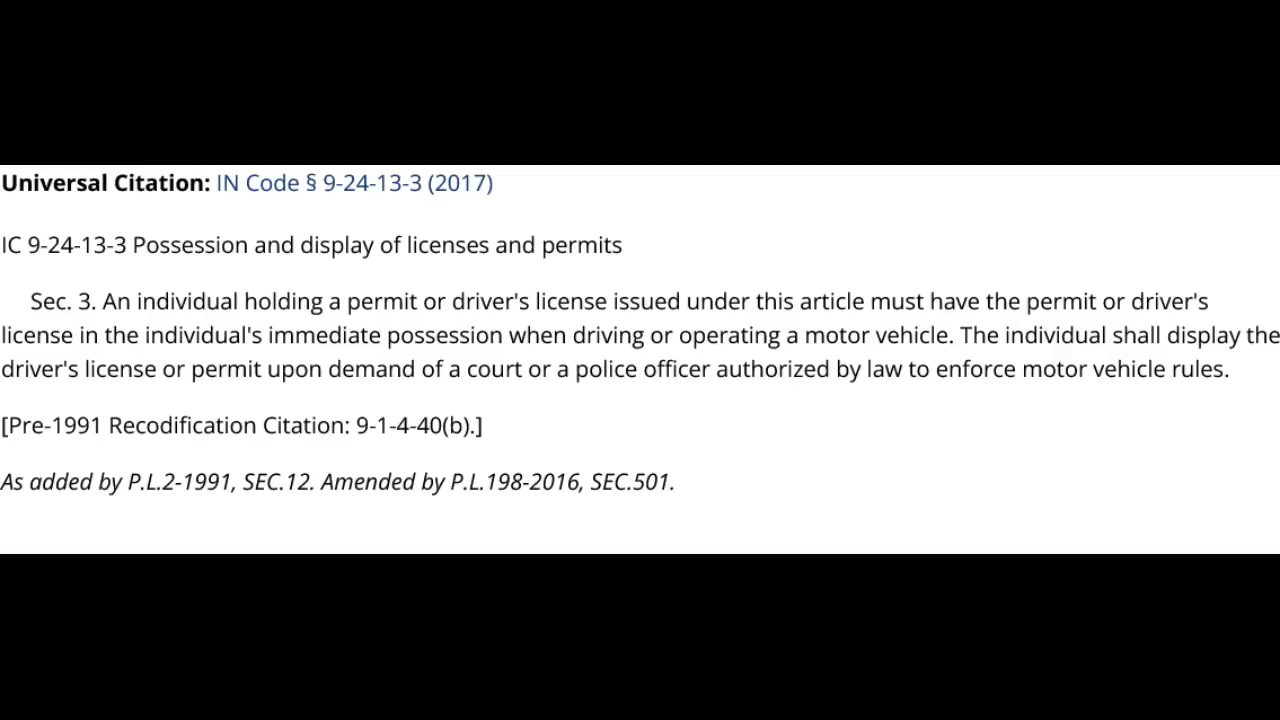 Universal Citation: IN Code § 9-24-13-3 (2017)
IC 9-24-13-3 Possession and display of licenses and permits
Sec. 3. An individual holding a permit or driver's license issued under this article must have the permit or driver's
license in the individual's immediate possession when driving or operating a motor vehicle. The individual shall display the
driver's license or permit upon demand of a court or a police officer authorized by law to enforce motor vehicle rules.
[Pre-1991 Recodification Citation: 9-1-4-40(b).]
As added by P.L.2-1991, SEC.12. Amended by P.L.198-2016, SEC.501.